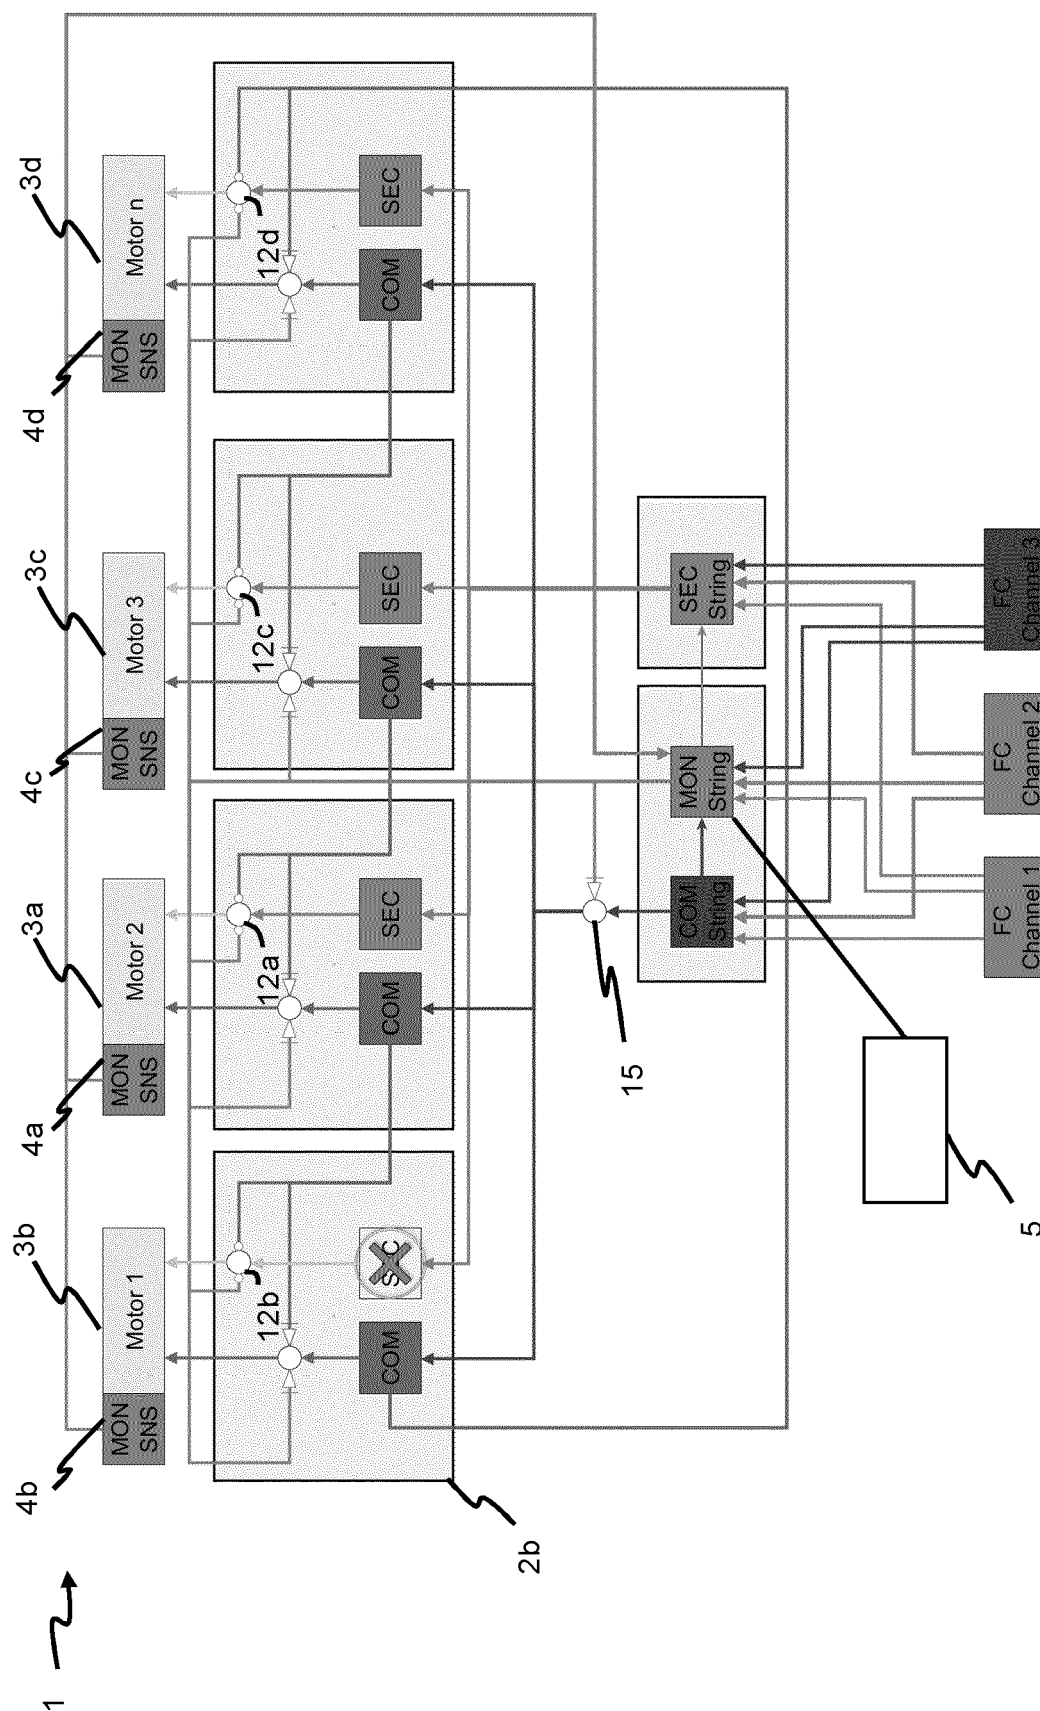 1
4b
3b
4a
3a
4c
3c
4d
3d
MON
SNS
Motor 1
MON
SNS
Motor 2
MON
SNS
Motor 3
MON
SNS
Motor n
12b
12a
12c
12d
COM
COM
SEC
COM
SEC
COM
SEC
2b
15
COM
String
MON
String
SEC
String
5
FC
Channel 1
FC
Channel 2
FC
Channel 3